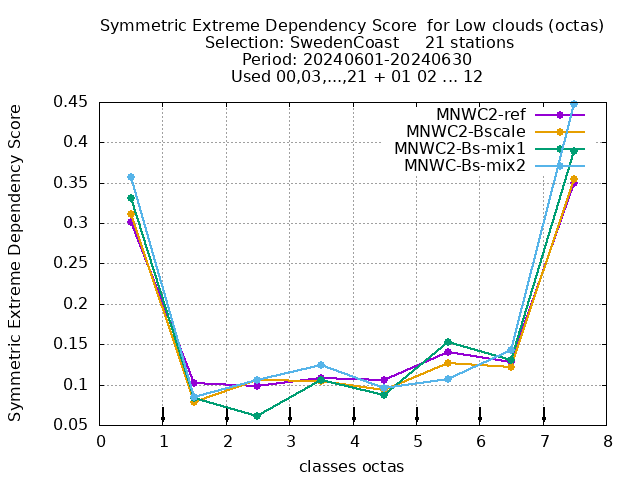 Symmetric Extreme Dependency Score  for Low clouds (octas)
Selection: SwedenCoast     21 stations
Period: 20240601-20240630
Used 00,03,...,21 + 01 02 ... 12
Symmetric Extreme Dependency Score
0.45
0.4
0.35
0.3
0.25
0.2
0.15
0.1
0.05
MNWC2-ref
MNWC2-Bscale
MNWC2-Bs-mix1
MNWC-Bs-mix2
0 1 2 3 4 5 6 7 8
classes octas